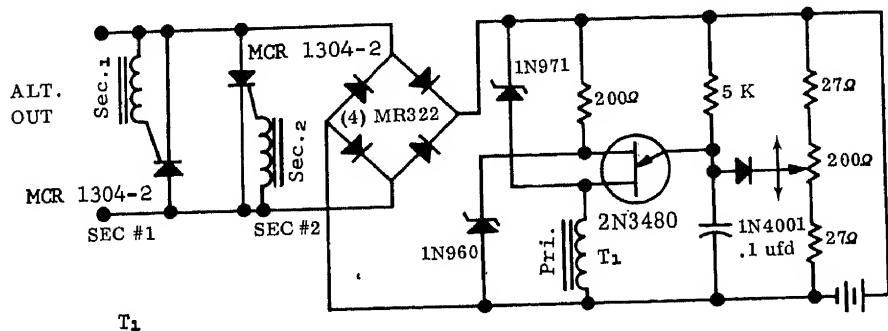 MCR 1304-2
Sec.1
ALT.
OUT
Sec.2
(4) MR322
1N971
200Ω
5 K
27Ω
200Ω
MCR 1304-2
SEC #1
SEC #2
1N960
Pri.
T1
2N3480
1N4001
.1 ufd
27Ω
T1